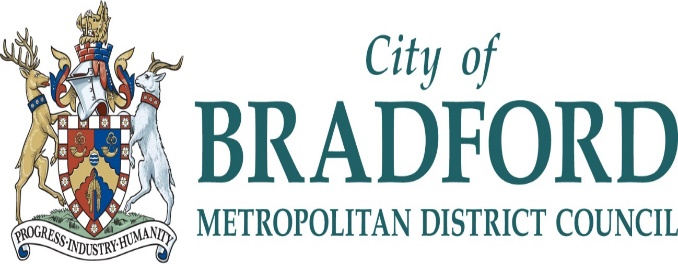 City of
BRADFORD
METROPOLITAN DISTRICT COUNCIL
PROGRESS·INDUSTRY·HUMANITY